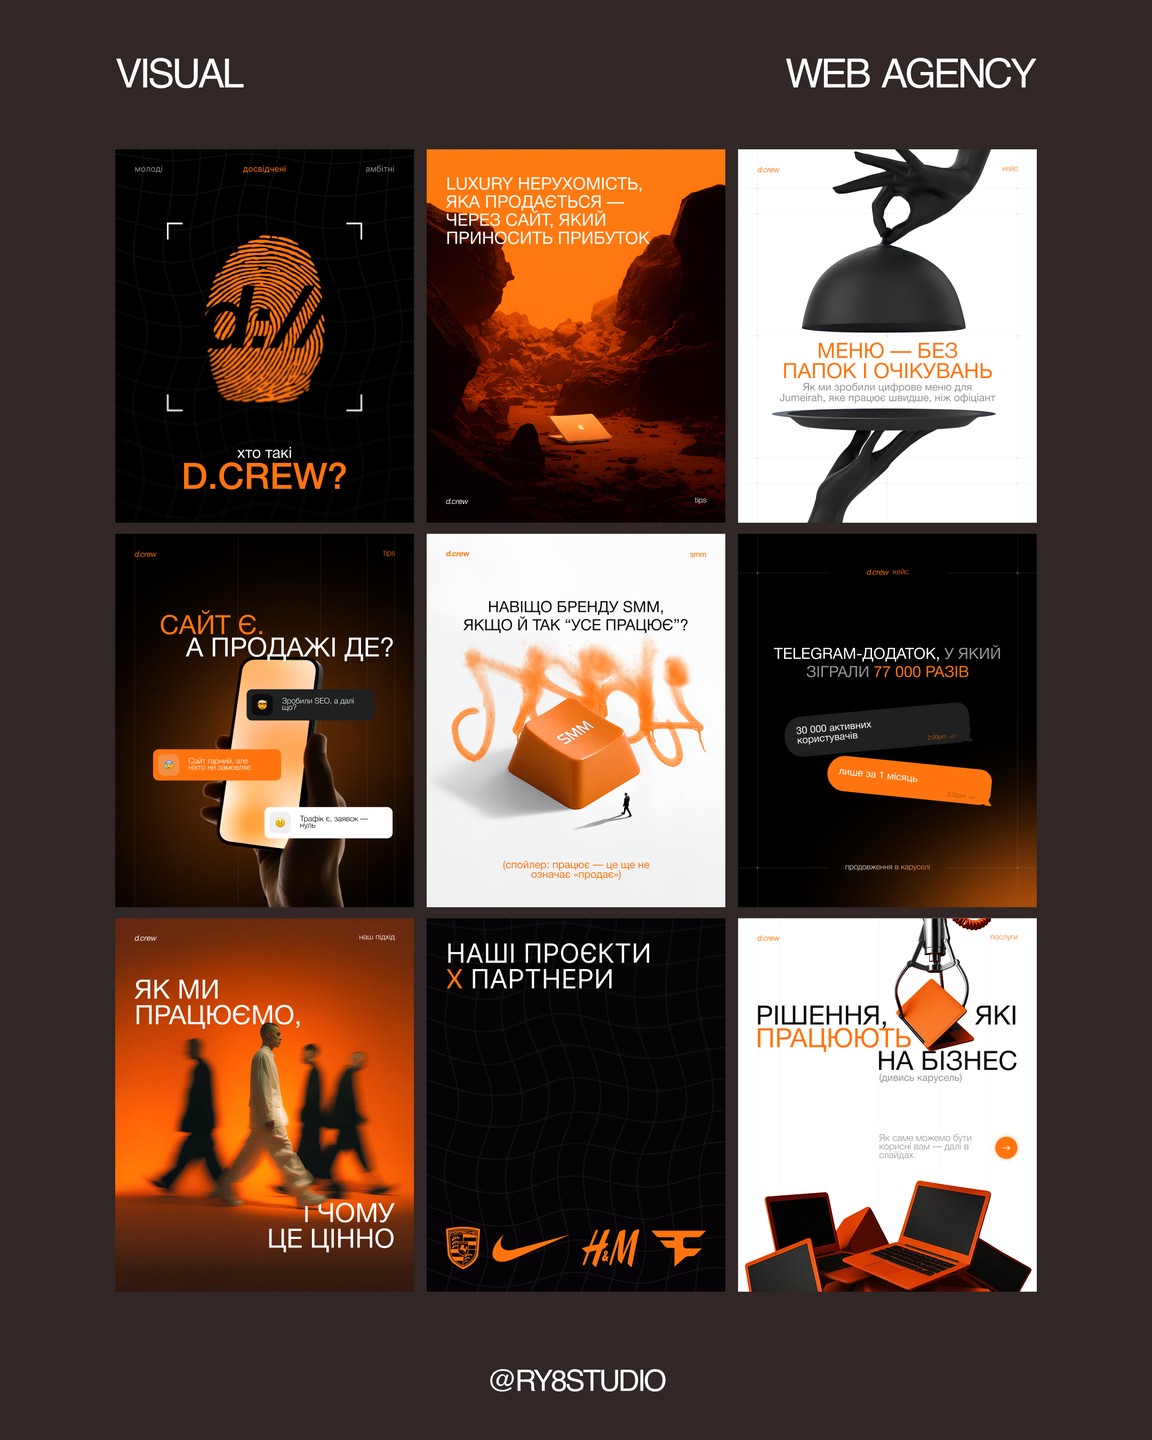 VISUAL
WEB AGENCY
молоді
досвідчені
амбітні
d://
хто такі
D.CREW?
LUXURY НЕРУХОМІСТЬ,
ЯКА ПРОДАЄТЬСЯ —
ЧЕРЕЗ САЙТ, ЯКИЙ
ПРИНОСИТЬ ПРИБУТОК
d.crew
tips
d.crew
кейс
МЕНЮ — БЕЗ
ПАПОК І ОЧІКУВАНЬ
Як ми зробили цифрове меню для
Jumeirah, яке працює швидше, ніж офіціант
d.crew
tips
САЙТ Є.
А ПРОДАЖІ ДЕ?
Зробили SEO, а далі
що?
Сайт гарний, але
ніхто не замовляє
Трафік є, заявок —
нуль
d.crew
smm
НАВІЩО БРЕНДУ SMM,
ЯКЩО Й ТАК “УСЕ ПРАЦЮЄ”?
SMM
(спойлер: працює — це ще не
означає «продає»)
d.crew кейс
TELEGRAM-ДОДАТОК, У ЯКИЙ
ЗІГРАЛИ 77 000 РАЗІВ
30 000 активних
користувачів
2:00pm
лише за 1 місяць
2:00pm
продовження в каруселі
d.crew
наш підхід
ЯК МИ
ПРАЦЮЄМО,
І ЧОМУ
ЦЕ ЦІННО
НАШІ ПРОЄКТИ
X ПАРТНЕРИ
H&M
d.crew
послуги
РІШЕННЯ, ЯКІ
ПРАЦЮЮТЬ
НА БІЗНЕС
(дивись карусель)
Як саме можемо бути
корисні вам — далі в
слайдах.
@RY8STUDIO